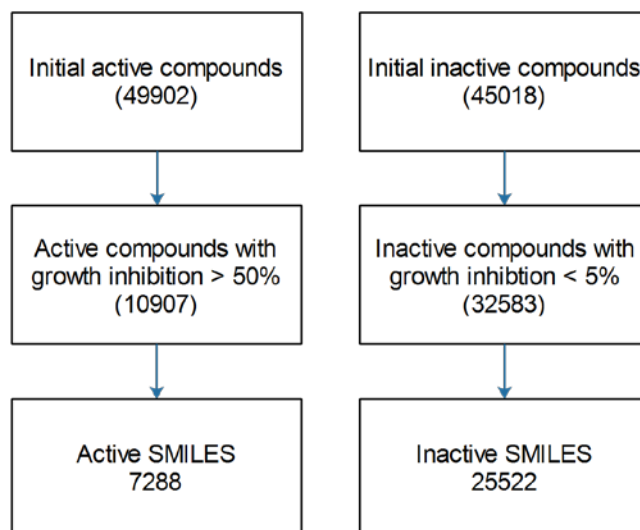 Initial active compounds
(49902)
Initial inactive compounds
(45018)
Active compounds with
growth inhibition > 50%
(10907)
Inactive compounds with
growth inhibtion < 5%
(32583)
Active SMILES
7288
Inactive SMILES
25522